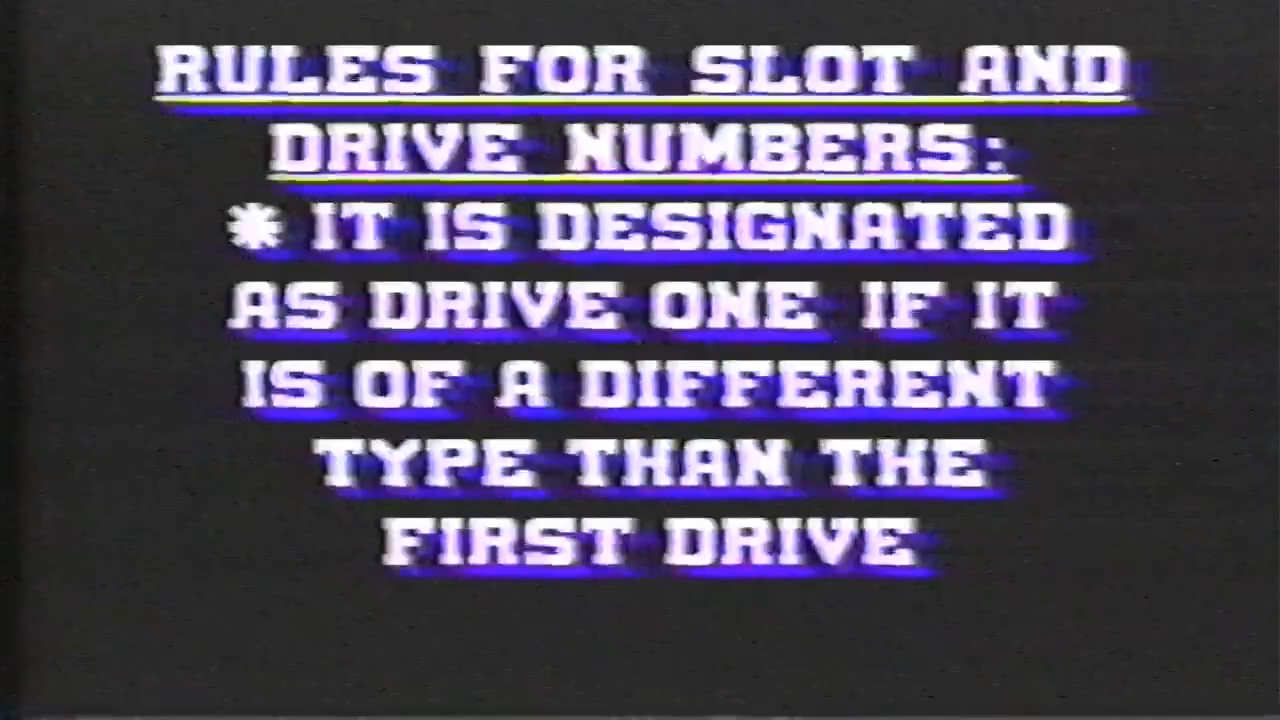 RULES FOR SLOT AND
DRIVE NUMBERS:
* IT IS DESIGNATED
AS DRIVE ONE IF IT
IS OF A DIFFERENT
TYPE THAN THE
FIRST DRIVE